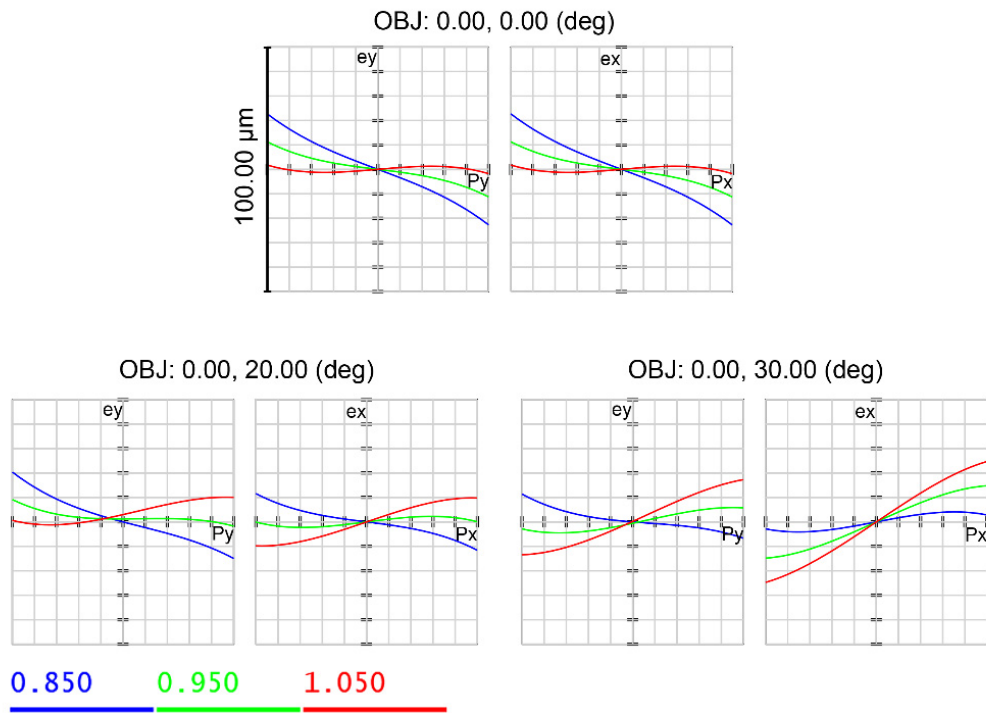 OBJ: 0.00, 0.00 (deg)
ey
ex
100.00 µm
Py
Px
OBJ: 0.00, 20.00 (deg)
OBJ: 0.00, 30.00 (deg)
ey
ex
ey
ex
Py
Px
Py
Px
0.850
0.950
1.050